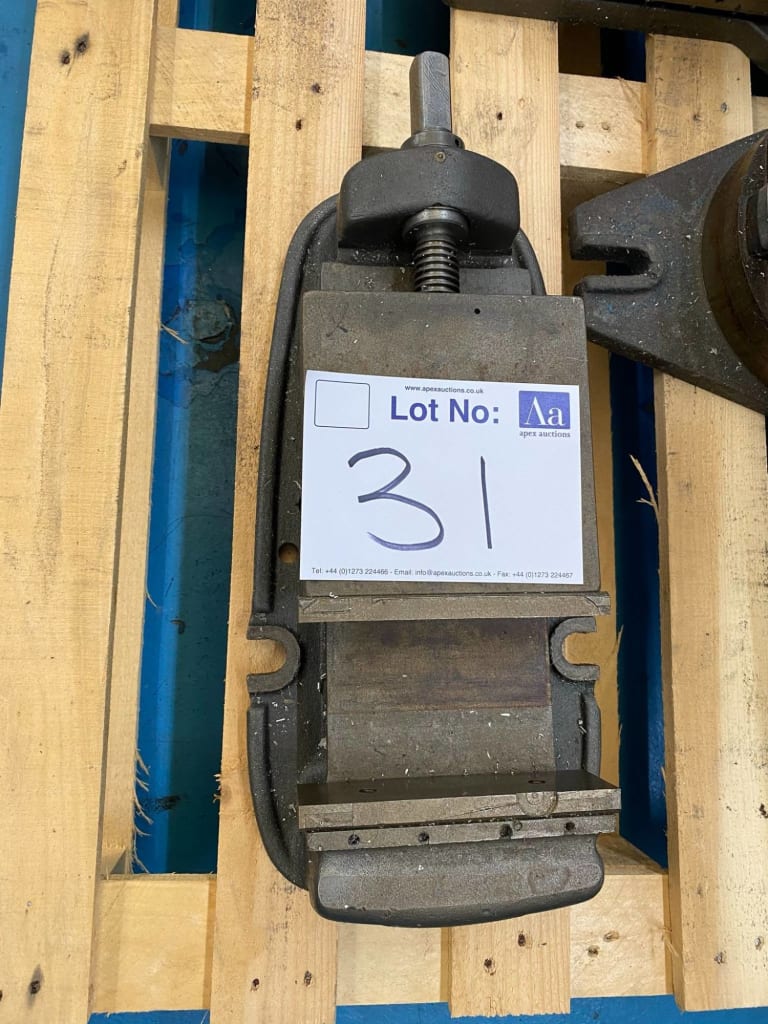 www.apexauctions.co.uk
Lot No:
Aa
apex auctions
31
Tel: +44 (0)1273 224466 - Email: info@apexauctions.co.uk - Fax: +44 (0)1273 224467